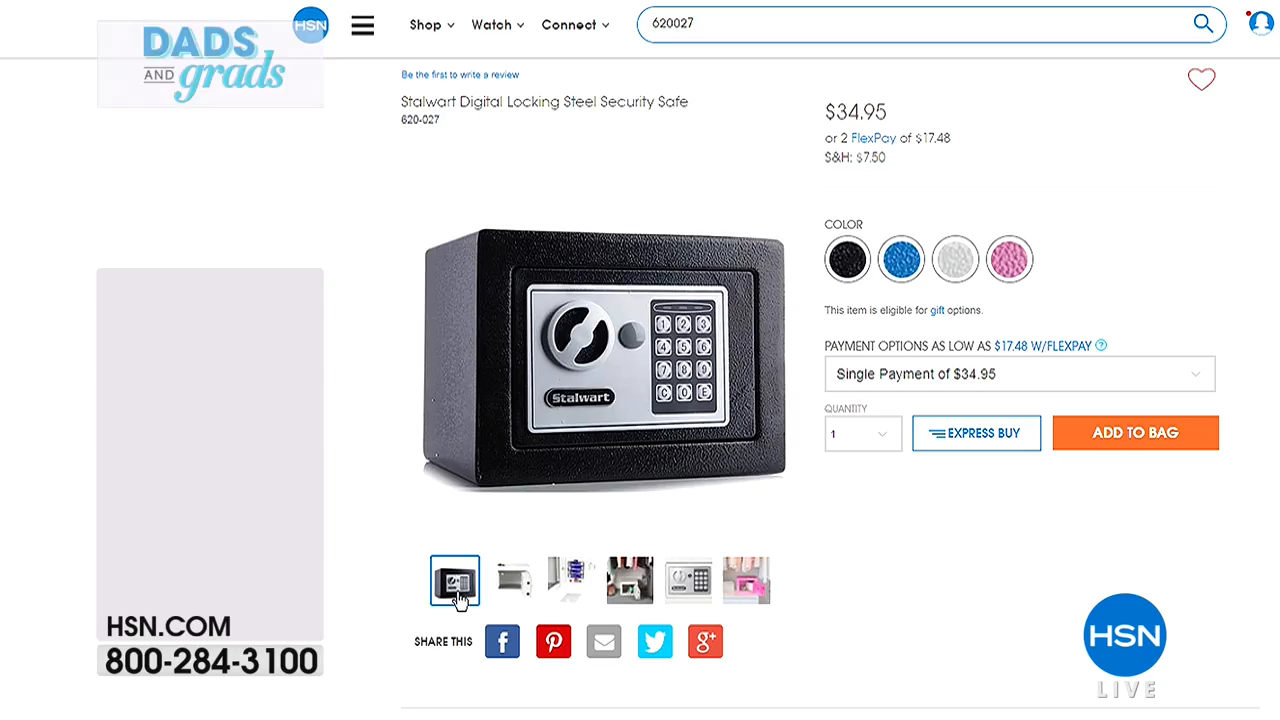 DADS
AND grads
HSN
Shop
Watch
Connect
620027
Be the first to write a review
Stalwart Digital Locking Steel Security Safe
620-027
$34.95
or 2 FlexPay of $17.48
S&H: $7.50
COLOR
This item is eligible for gift options.
PAYMENT OPTIONS AS LOW AS $17.48 W/FLEXPAY ?
Single Payment of $34.95
QUANTITY
1
EXPRESS BUY
ADD TO BAG
1 2 3
4 5 6
7 8 9
C 0 E
Stalwart
SHARE THIS
f
g+
HSN.COM
800-284-3100
HSN
LIVE